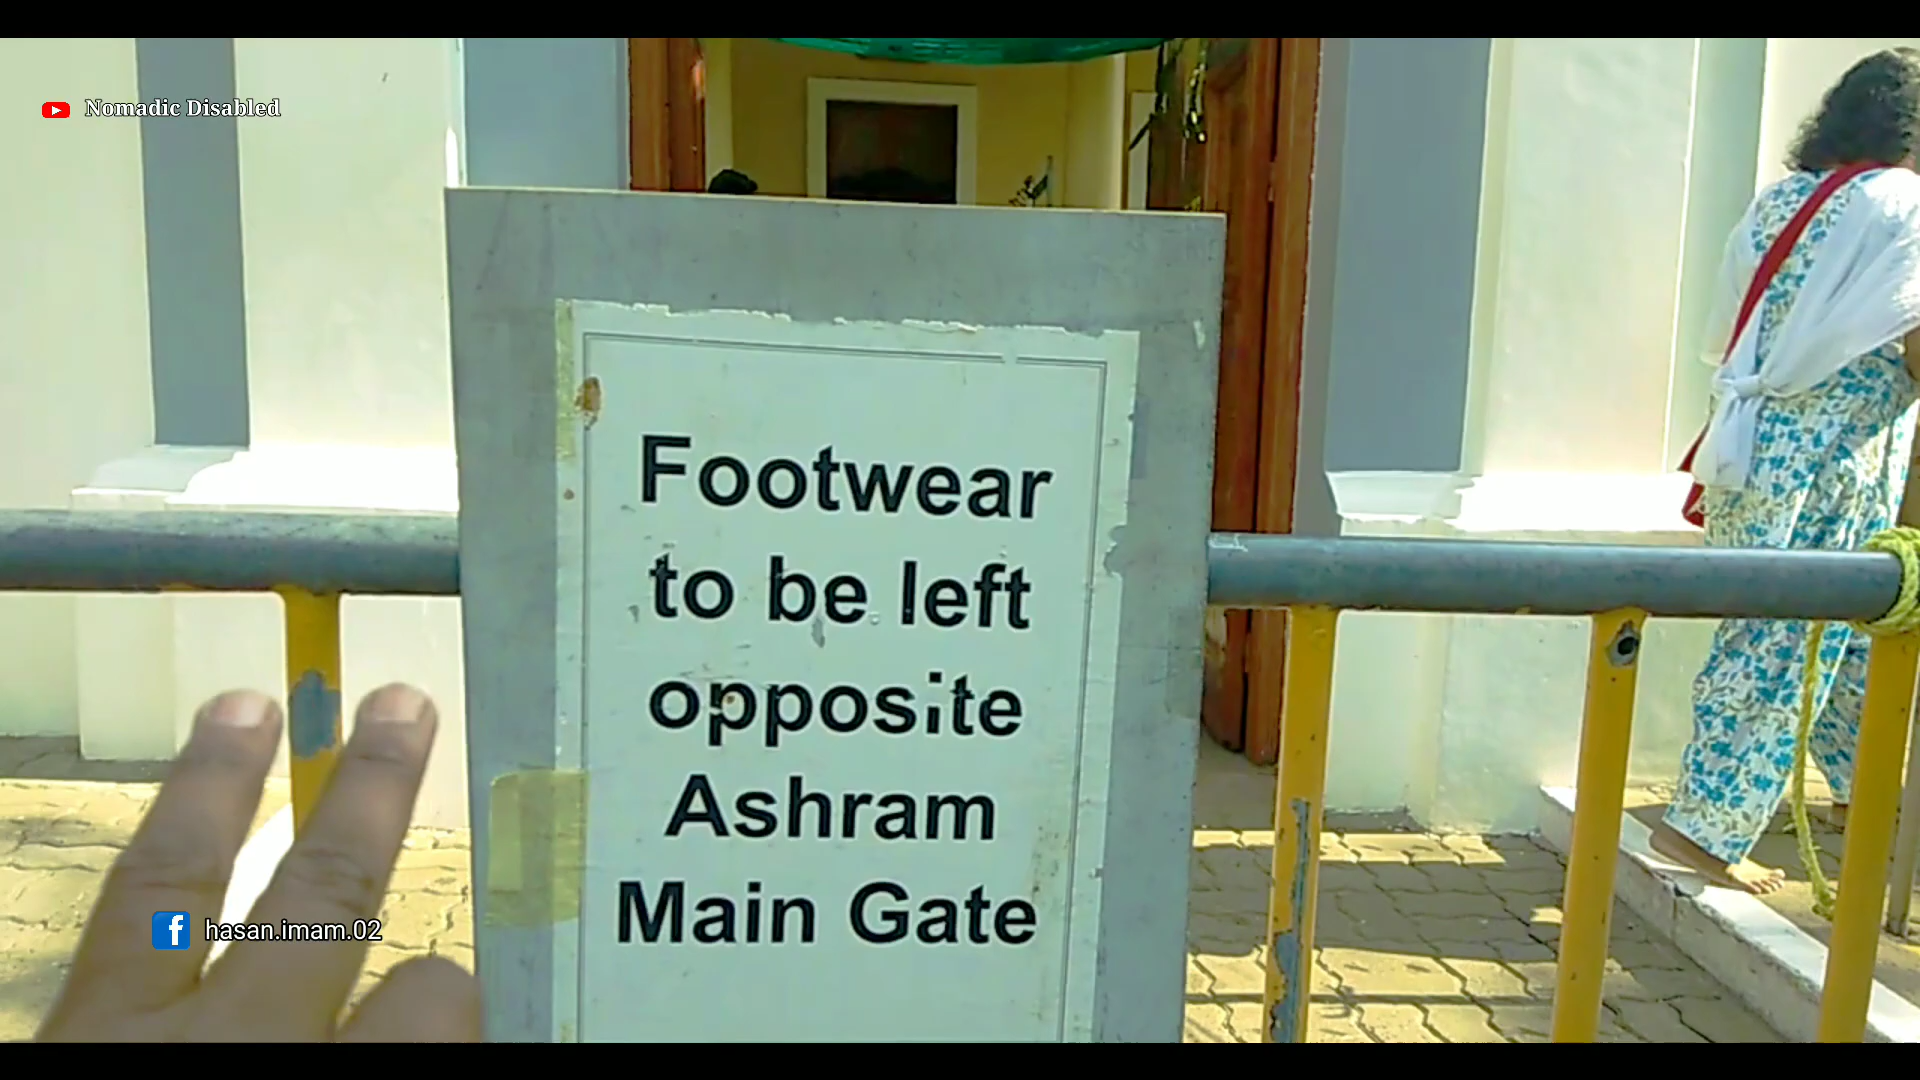 Nomadic Disabled
Footwear
to be left
opposite
Ashram
Main Gate
hasan.imam.02